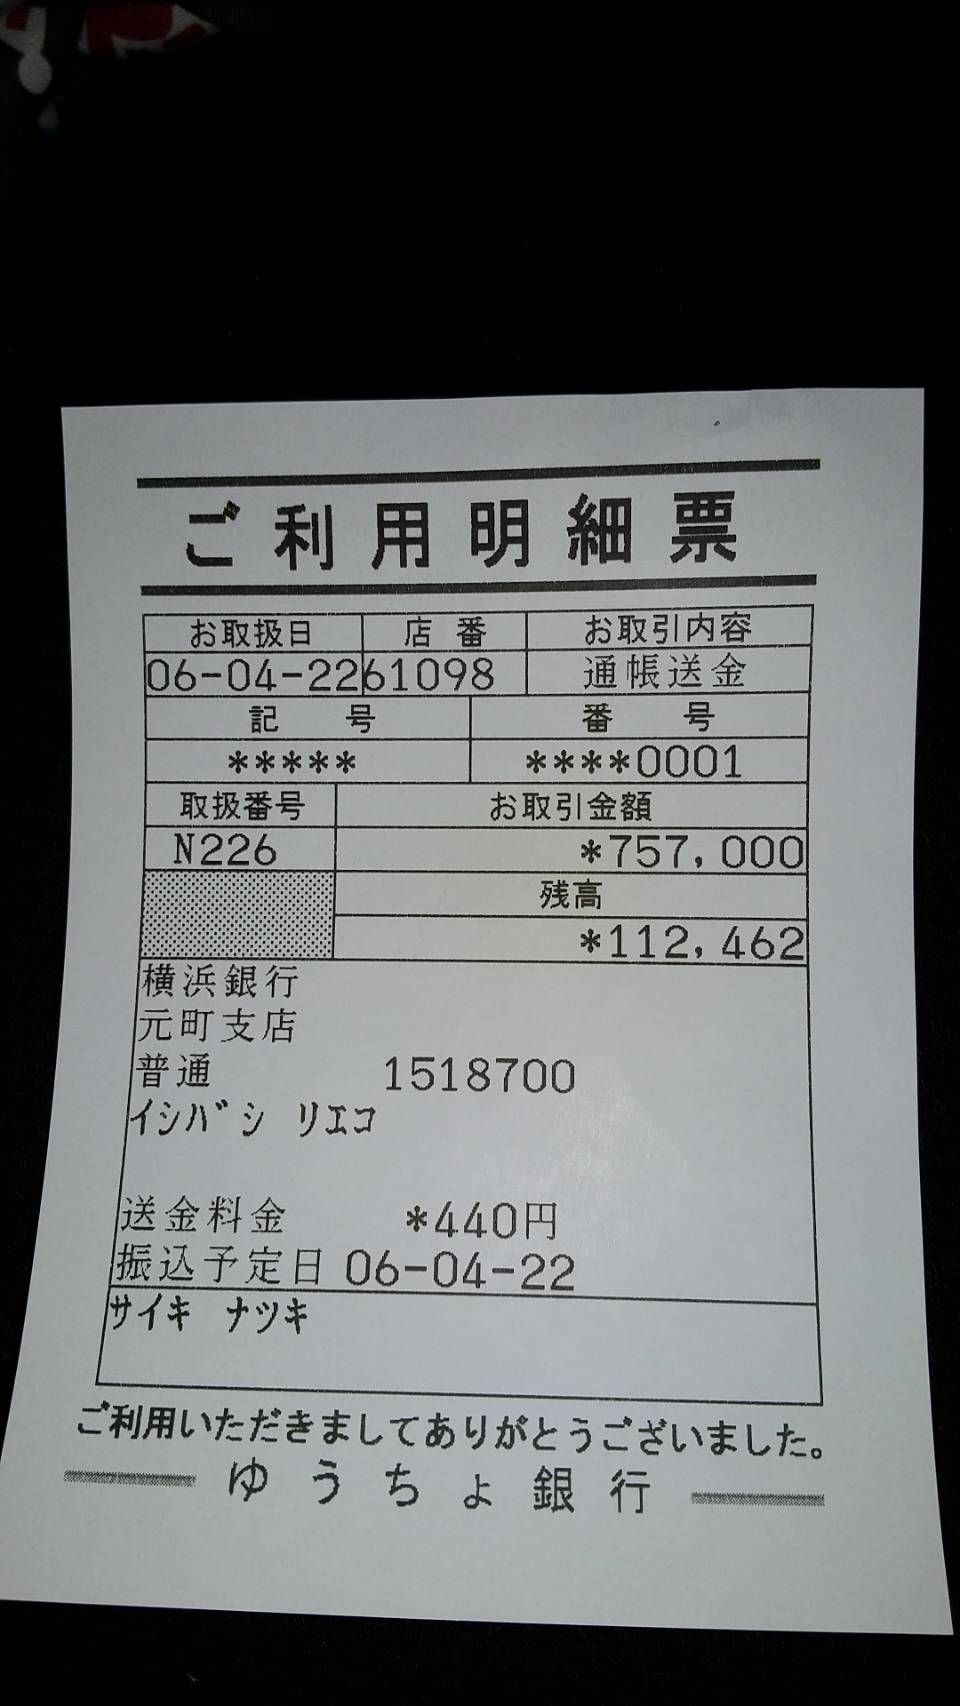 ご利用明細票
お取扱日 店番 お取引内容
06-04-22 61098 通帳送金
記号 番号
***** ****0001
取扱番号 お取引金額
N226 *757,000
残高
*112,462
横浜銀行
元町支店
普通 1518700
イシバシ リエコ
送金料金 *440円
振込予定日 06-04-22
サイキ ナツキ
ご利用いただきましてありがとうございました。
ゆうちょ銀行